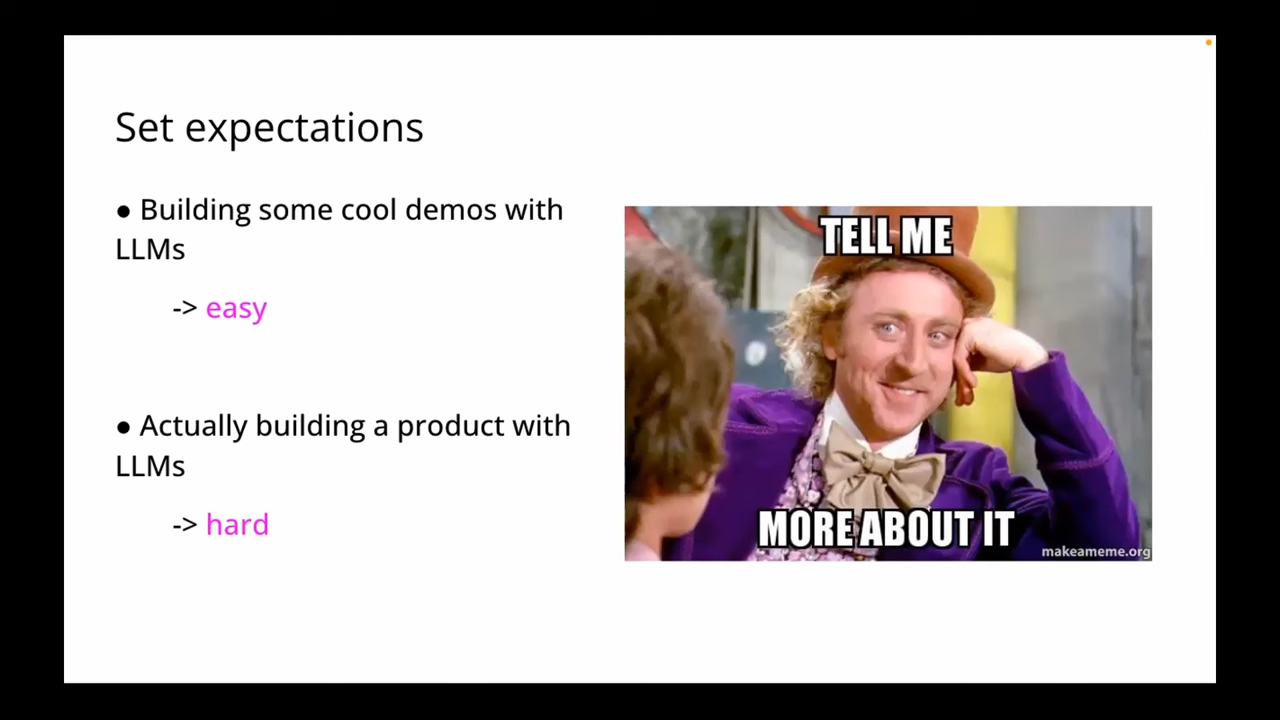 Set expectations
● Building some cool demos with
LLMs
-> easy
● Actually building a product with
LLMs
-> hard
TELL ME
MORE ABOUT IT
makeameme.org